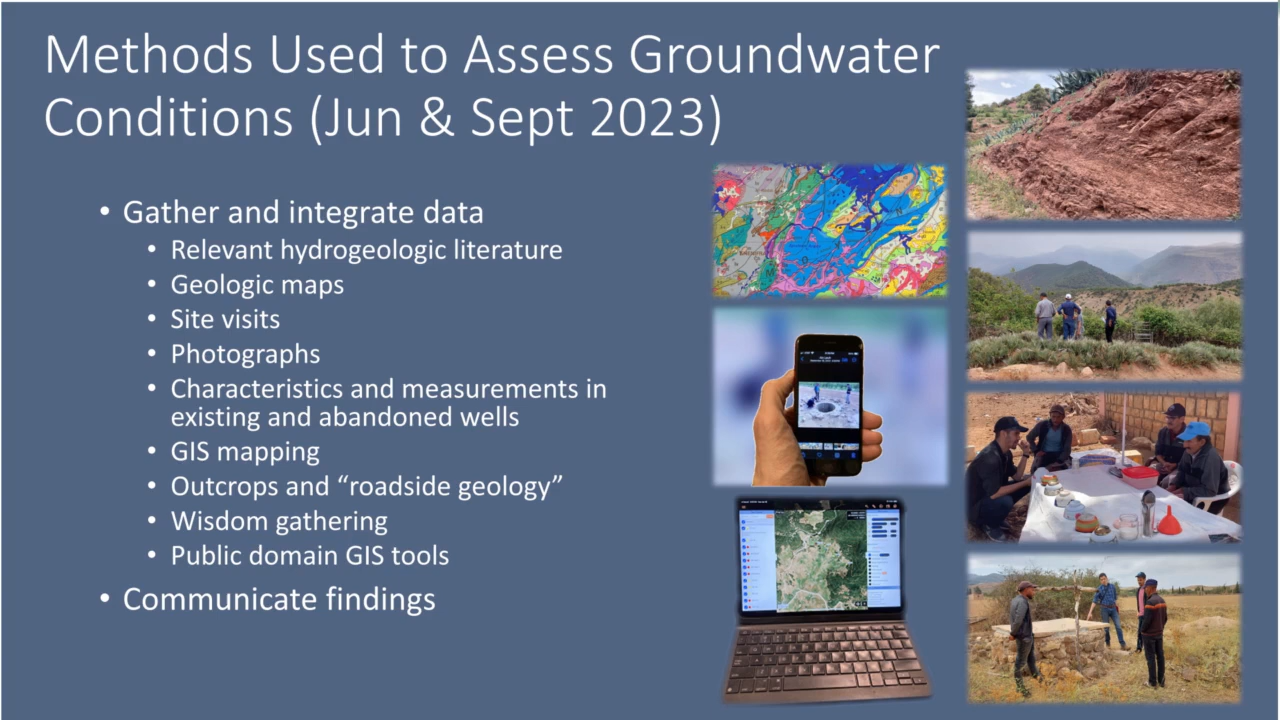 Methods Used to Assess Groundwater
Conditions (Jun & Sept 2023)
• Gather and integrate data
• Relevant hydrogeologic literature
• Geologic maps
• Site visits
• Photographs
• Characteristics and measurements in
existing and abandoned wells
• GIS mapping
• Outcrops and “roadside geology”
• Wisdom gathering
• Public domain GIS tools
• Communicate findings